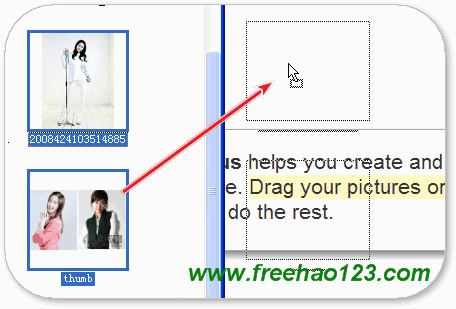 2008424103514885
us helps you create and
e. Drag your pictures or
do the rest.
thumb
www.freehao123.com